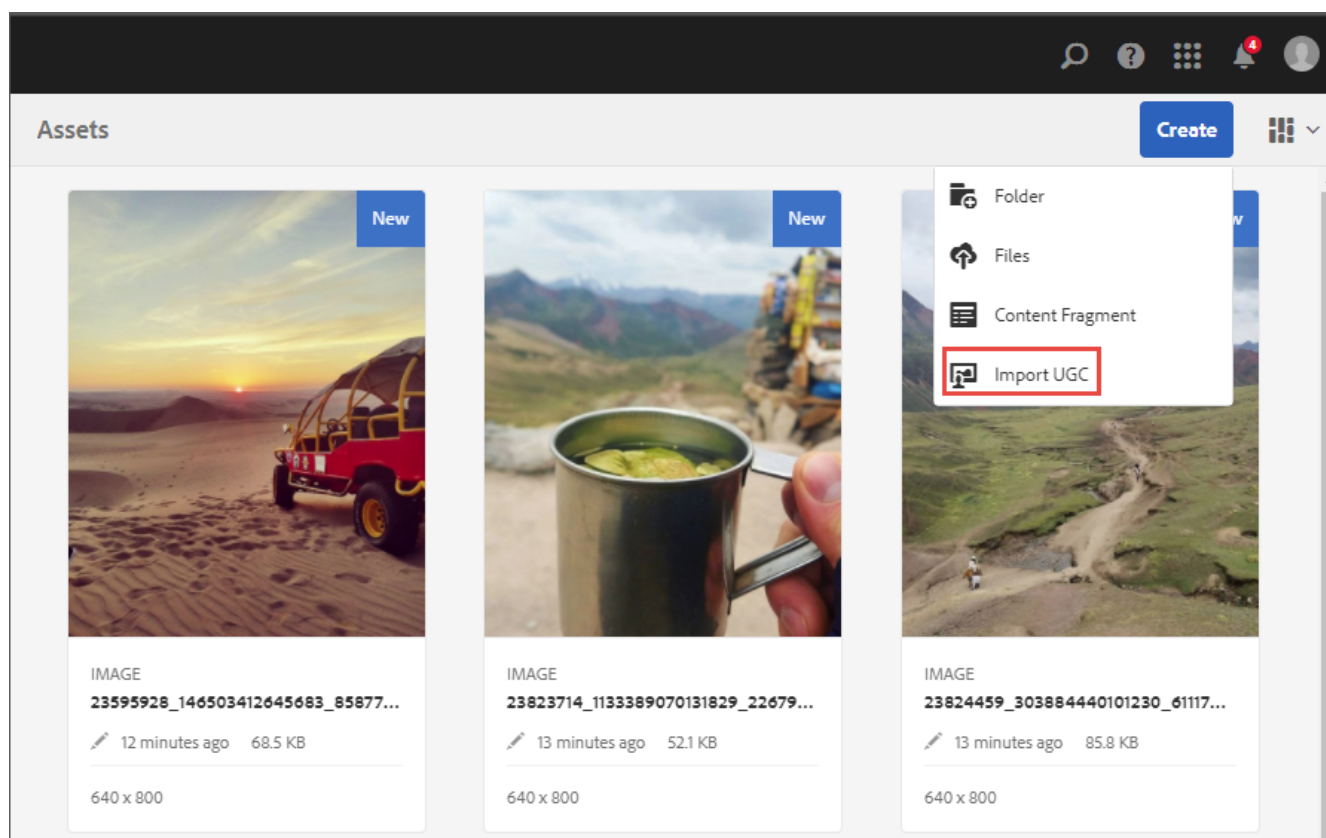 4
Assets
Create
New
New
w
Folder
Files
Content Fragment
Import UGC
IMAGE
23595928_146503412645683_85877...
12 minutes ago 68.5 KB
640 x 800
IMAGE
23823714_1133389070131829_22679...
13 minutes ago 52.1 KB
640 x 800
IMAGE
23824459_303884440101230_61117...
13 minutes ago 85.8 KB
640 x 800